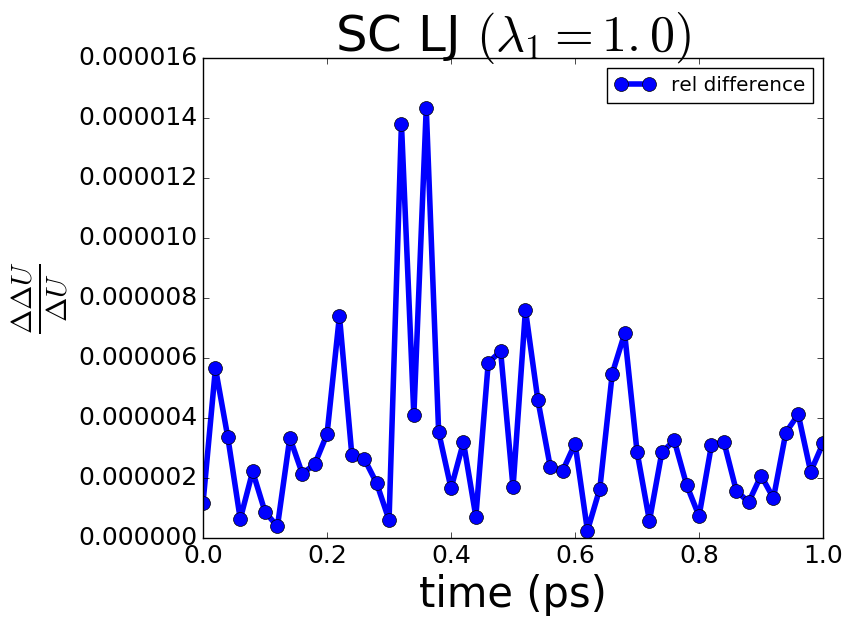 SC LJ (λ₁ = 1.0)
0.000016
rel difference
0.000014
0.000012
0.000010
ΔΔU
ΔU
0.000008
0.000006
0.000004
0.000002
0.000000
0.0 0.2 0.4 0.6 0.8 1.0
time (ps)